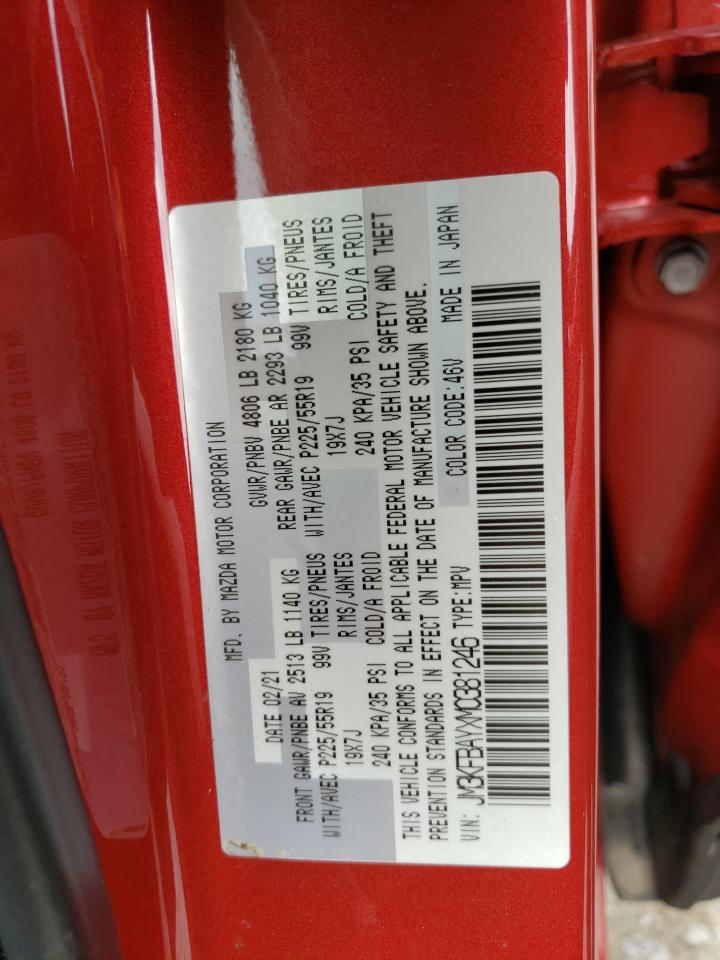 MFD. BY MAZDA MOTOR CORPORATION
DATE 02/21 GVWR/PNBV 4806 LB 2180 KG
FRONT GAWR/PNBE AV 2513 LB 1140 KG REAR GAWR/PNBE AR 2293 LB 1040 KG
WITH/AVEC P225/55R19 99V TIRES/PNEUS WITH/AVEC P225/55R19 99V TIRES/PNEUS
19X7J RIMS/JANTES 19X7J RIMS/JANTES
240 KPA/35 PSI COLD/A FROID 240 KPA/35 PSI COLD/A FROID
THIS VEHICLE CONFORMS TO ALL APPLICABLE FEDERAL MOTOR VEHICLE SAFETY AND THEFT
PREVENTION STANDARDS IN EFFECT ON THE DATE OF MANUFACTURE SHOWN ABOVE.
VIN: JM3KFBAYXM0381246 TYPE:MPV COLOR CODE:46V MADE IN JAPAN